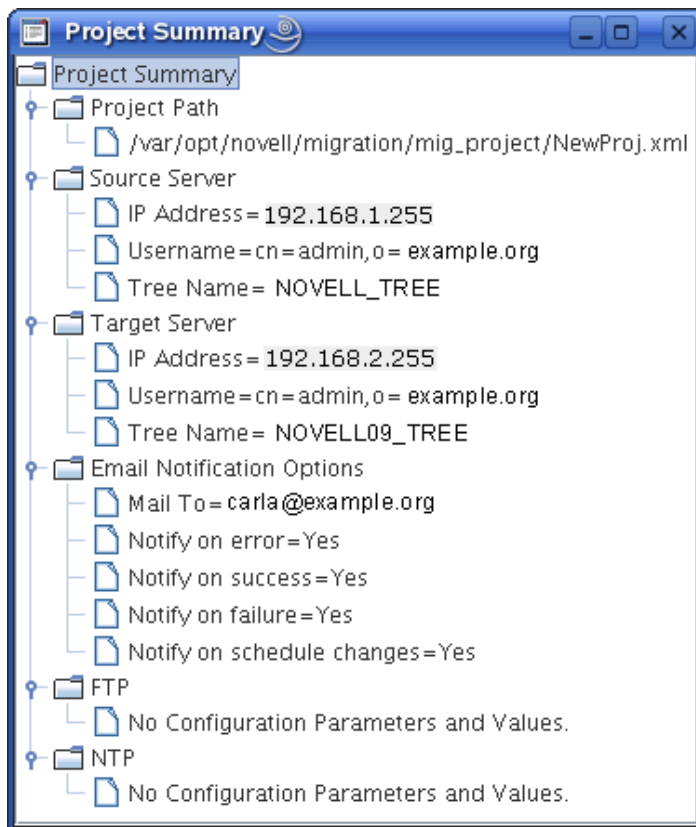 Project Summary
Project Summary
Project Path
/var/opt/novell/migration/mig_project/NewProj.xml
Source Server
IP Address=192.168.1.255
Username=cn=admin,o= example.org
Tree Name= NOVELL_TREE
Target Server
IP Address=192.168.2.255
Username=cn=admin,o= example.org
Tree Name= NOVELL09_TREE
Email Notification Options
Mail To=carla@example.org
Notify on error=Yes
Notify on success=Yes
Notify on failure=Yes
Notify on schedule changes=Yes
FTP
No Configuration Parameters and Values.
NTP
No Configuration Parameters and Values.